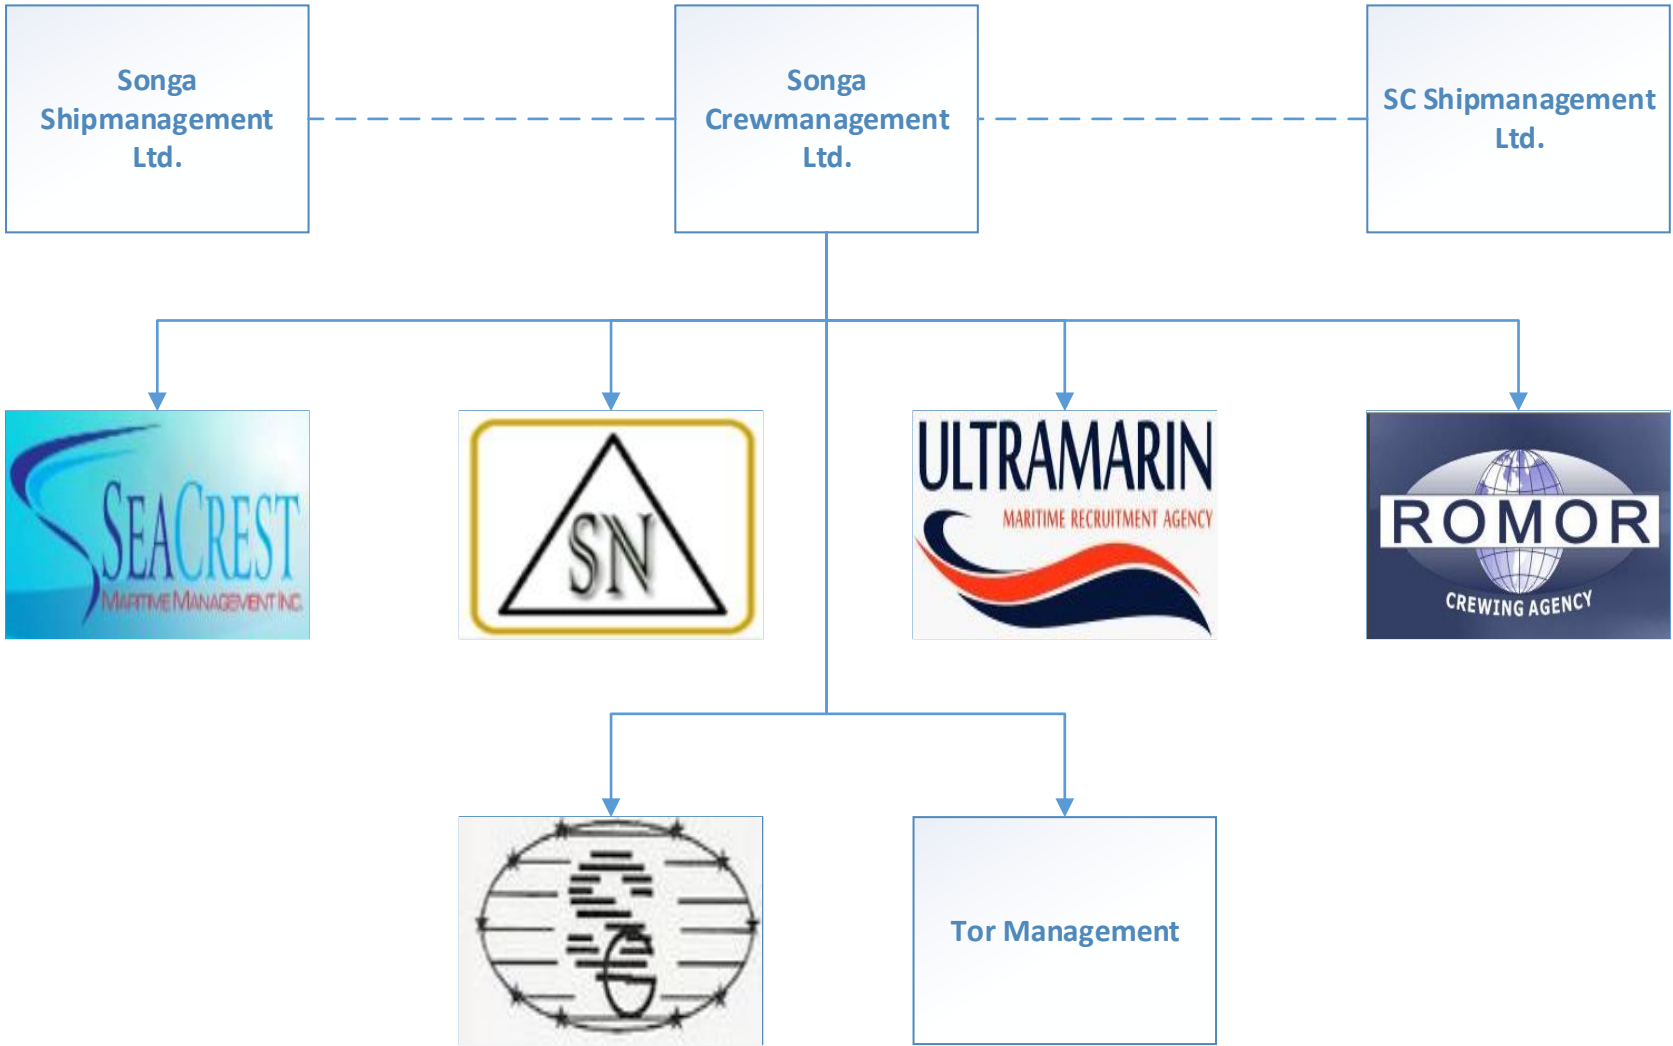 Songa
Shipmanagement
Ltd.
Songa
Crewmanagement
Ltd.
SC Shipmanagement
Ltd.
SEACREST
MARITIME MANAGEMENT INC.
SN
ULTRAMARIN
MARITIME RECRUITMENT AGENCY
ROMOR
CREWING AGENCY
Tor Management